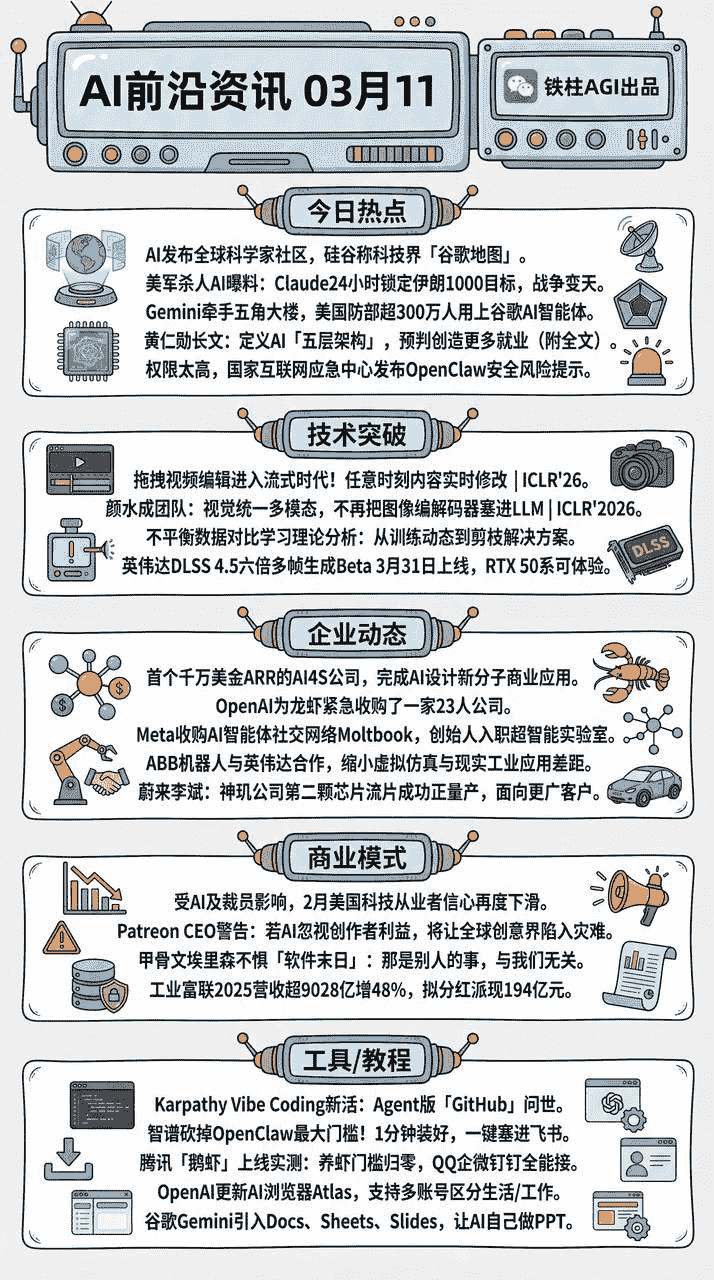 AI前沿资讯 03月11
铁柱AGI出品
今日热点
AI发布全球科学家社区，硅谷称科技界「谷歌地图」。
美军杀人AI曝料：Claude24小时锁定伊朗1000目标，战争变天。
Gemini牵手五角大楼，美国防部超300万人用上谷歌AI智能体。
黄仁勋长文：定义AI「五层架构」，预判创造更多就业（附全文）。
权限太高，国家互联网应急中心发布OpenClaw安全风险提示。
技术突破
拖拽视频编辑进入流式时代！任意时刻内容实时修改 | ICLR'26。
颜水成团队：视觉统一多模态，不再把图像编解码器塞进LLM | ICLR'2026。
不平衡数据对比学习理论分析：从训练动态到剪枝解决方案。
英伟达DLSS 4.5六倍多帧生成Beta 3月31日上线，RTX 50系可体验。
DLSS
企业动态
首个千万美金ARR的AI4S公司，完成AI设计新分子商业应用。
OpenAI为龙虾紧急收购了一家23人公司。
Meta收购AI智能体社交网络Moltbook，创始人入职超智能实验室。
ABB机器人与英伟达合作，缩小虚拟仿真与现实工业应用差距。
蔚来李斌：神玑公司第二颗芯片流片成功正量产，面向更广客户。
商业模式
受AI及裁员影响，2月美国科技从业者信心再度下滑。
Patreon CEO警告：若AI忽视创作者利益，将让全球创意界陷入灾难。
甲骨文埃里森不惧「软件末日」：那是别人的事，与我们无关。
工业富联2025营收超9028亿增48%，拟分红派现194亿元。
工具/教程
Karpathy Vibe Coding新活：Agent版「GitHub」问世。
智谱砍掉OpenClaw最大门槛！1分钟装好，一键塞进飞书。
腾讯「鹅虾」上线实测：养虾门槛归零，QQ企微钉钉全能接。
OpenAI更新AI浏览器Atlas，支持多账号区分生活/工作。
谷歌Gemini引入Docs、Sheets、Slides，让AI自己做PPT。